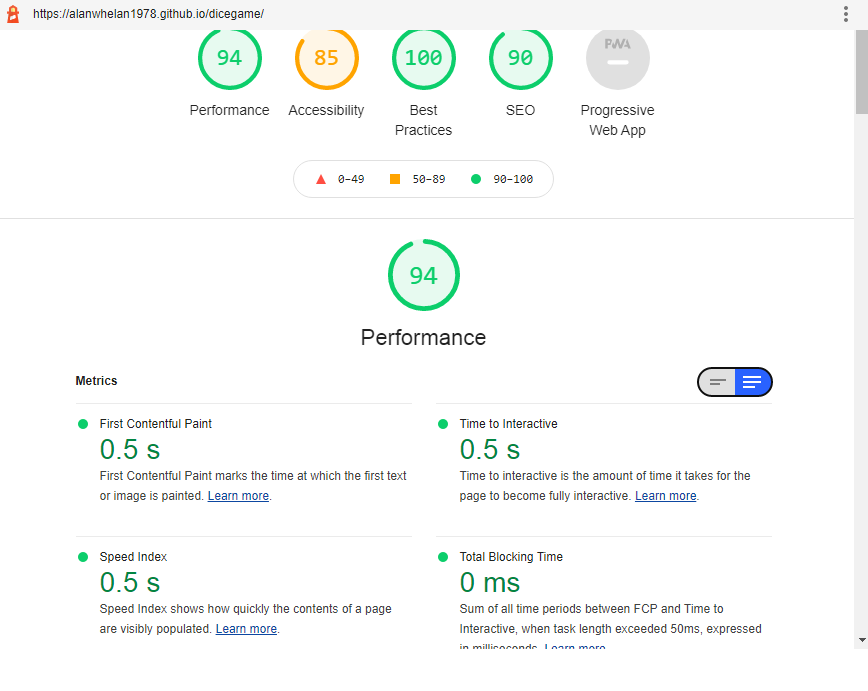 https://alanwhelan1978.github.io/dicegame/
94 85 100 90 PWA
Performance Accessibility Best Practices SEO Progressive Web App
0–49 50–89 90–100
94
Performance
Metrics
First Contentful Paint
0.5 s
First Contentful Paint marks the time at which the first text
or image is painted. Learn more.
Time to Interactive
0.5 s
Time to interactive is the amount of time it takes for the
page to become fully interactive. Learn more.
Speed Index
0.5 s
Speed Index shows how quickly the contents of a page
are visibly populated. Learn more.
Total Blocking Time
0 ms
Sum of all time periods between FCP and Time to
Interactive, when task length exceeded 50ms, expressed
in milliseconds. Learn more.